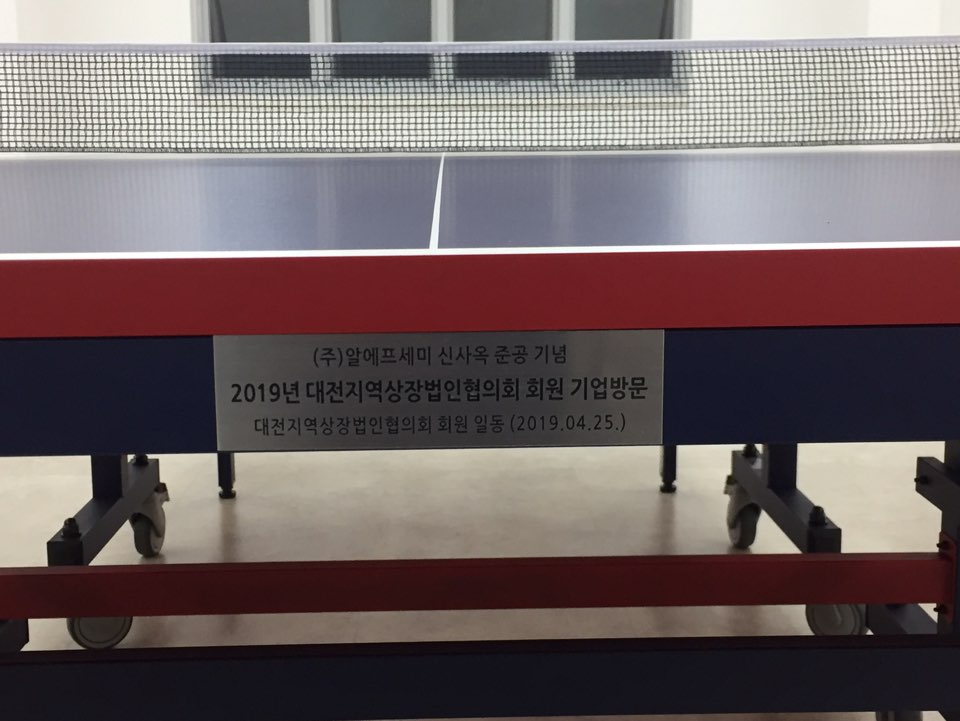 (주)알에프세미 신사옥 준공 기념
2019년 대전지역상장법인협의회 회원 기업방문
대전지역상장법인협의회 회원 일동 (2019.04.25.)